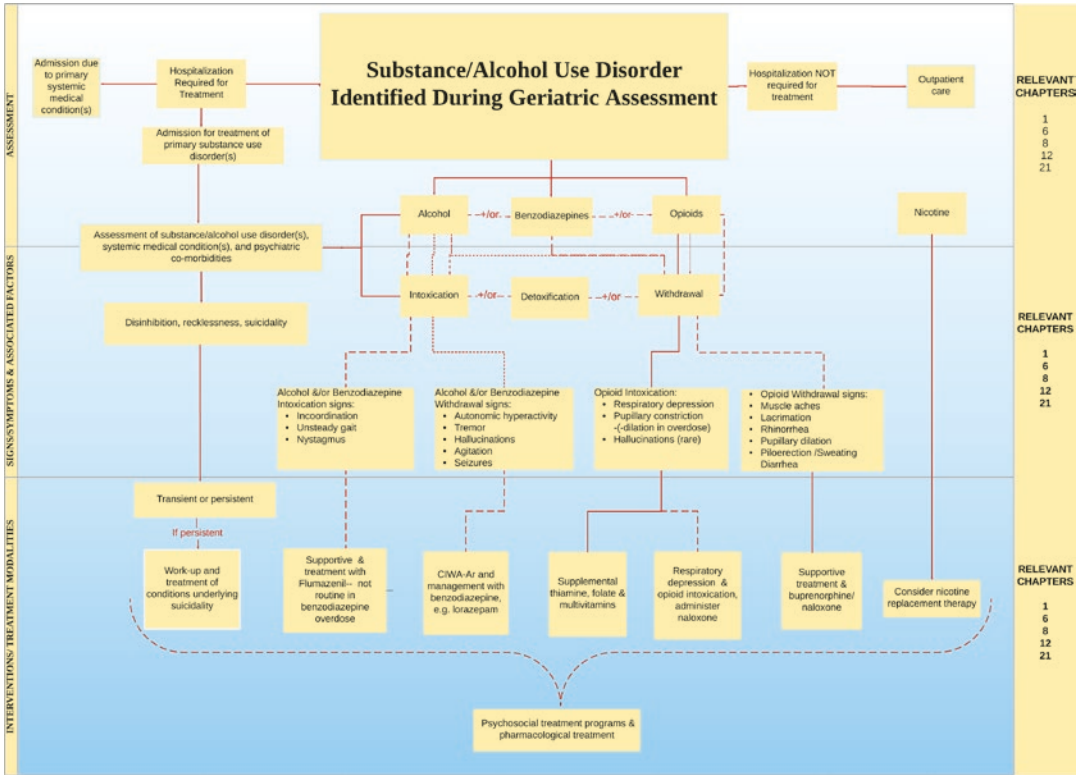 ASSESSMENT
Admission due
to primary
systemic
medical
condition(s)
Hospitalization
Required for
Treatment
Substance/Alcohol Use Disorder
Identified During Geriatric Assessment
Hospitalization NOT
required for
treatment
Outpatient
care
RELEVANT
CHAPTERS
1
6
8
12
21
Admission for treatment of
primary substance use
disorder(s)
Alcohol
+/or
Benzodiazepines
+/or
Opioids
Nicotine
Assessment of substance/alcohol use disorder(s),
systemic medical condition(s), and psychiatric
co-morbidities
SIGNS/SYMPTOMS & ASSOCIATED FACTORS
Intoxication
+/or
Detoxification
+/or
Withdrawal
Disinhibition, recklessness, suicidality
RELEVANT
CHAPTERS
1
6
8
12
21
Alcohol &/or Benzodiazepine
Intoxication signs:
• Incoordination
• Unsteady gait
• Nystagmus
Alcohol &/or Benzodiazepine
Withdrawal signs:
• Autonomic hyperactivity
• Tremor
• Hallucinations
• Agitation
• Seizures
Opioid Intoxication:
• Respiratory depression
• Pupillary constriction
-(-dilation in overdose)
• Hallucinations (rare)
• Opioid Withdrawal signs:
• Muscle aches
• Lacrimation
• Rhinorrhea
• Pupillary dilation
• Piloerection /Sweating
Diarrhea
INTERVENTIONS/ TREATMENT MODALITIES
Transient or persistent
If persistent
Work-up and
treatment of
conditions underlying
suicidality
Supportive &
treatment with
Flumazenil-- not
routine in
benzodiazepine
overdose
CIWA-Ar and
management with
benzodiazepine,
e.g. lorazepam
Supplemental
thiamine, folate &
multivitamins
Respiratory
depression &
opioid intoxication,
administer
naloxone
Supportive
treatment &
buprenorphine/
naloxone
Consider nicotine
replacement therapy
RELEVANT
CHAPTERS
1
6
8
12
21
Psychosocial treatment programs &
pharmacological treatment